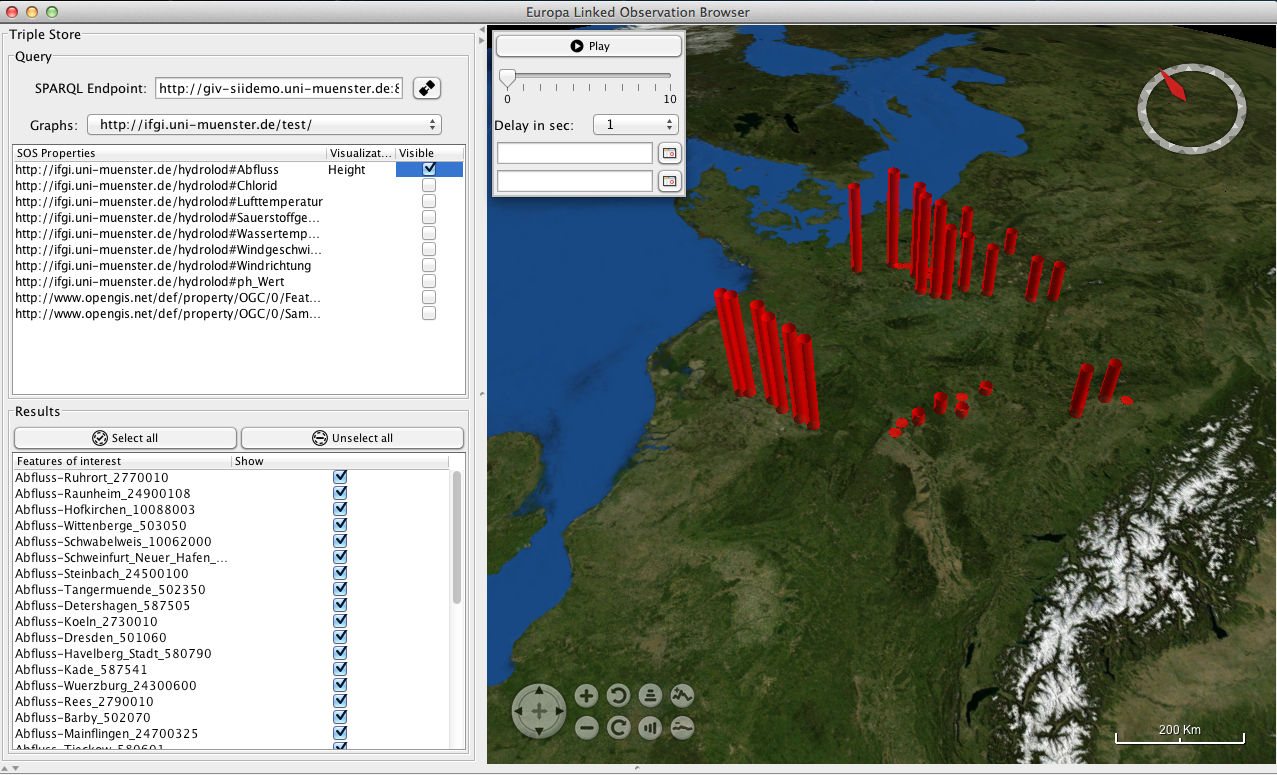 Europa Linked Observation Browser
Triple Store
Query
SPARQL Endpoint: http://giv-siidemo.uni-muenster.de:8
Graphs: http://ifgi.uni-muenster.de/test/
SOS Properties Visualizat... Visible
http://ifgi.uni-muenster.de/hydrolod#Abfluss Height
http://ifgi.uni-muenster.de/hydrolod#Chlorid
http://ifgi.uni-muenster.de/hydrolod#Lufttemperatur
http://ifgi.uni-muenster.de/hydrolod#Sauerstoffge...
http://ifgi.uni-muenster.de/hydrolod#Wassertemp...
http://ifgi.uni-muenster.de/hydrolod#Windgeschwi...
http://ifgi.uni-muenster.de/hydrolod#Windrichtung
http://ifgi.uni-muenster.de/hydrolod#ph_Wert
http://www.opengis.net/def/property/OGC/0/Feat...
http://www.opengis.net/def/property/OGC/0/Sam...
Results
Select all Unselect all
Features of interest Show
Abfluss-Ruhrort_2770010
Abfluss-Raunheim_24900108
Abfluss-Hofkirchen_10088003
Abfluss-Wittenberge_503050
Abfluss-Schwabelweis_10062000
Abfluss-Schweinfurt_Neuer_Hafen_...
Abfluss-Steinbach_24500100
Abfluss-Tangermuende_502350
Abfluss-Detershagen_587505
Abfluss-Koeln_2730010
Abfluss-Dresden_501060
Abfluss-Havelberg_Stadt_580790
Abfluss-Kade_587541
Abfluss-Wuerzburg_24300600
Abfluss-Rees_2790010
Abfluss-Barby_502070
Abfluss-Mainflingen_24700325
Abfluss-Tieckow_580601
Play
0 10
Delay in sec: 1
200 Km